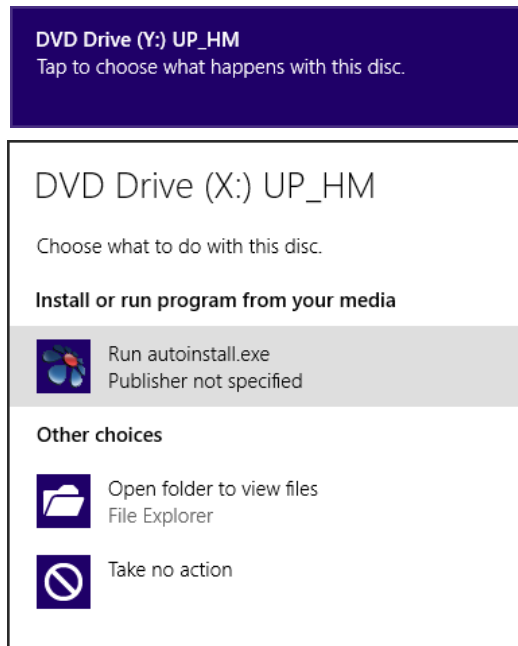 DVD Drive (Y:) UP_HM
Tap to choose what happens with this disc.
DVD Drive (X:) UP_HM
Choose what to do with this disc.
Install or run program from your media
Run autoinstall.exe
Publisher not specified
Other choices
Open folder to view files
File Explorer
Take no action